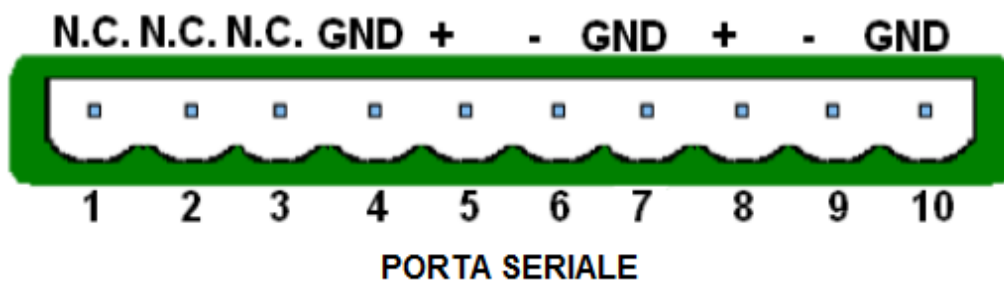 N.C. N.C. N.C. GND + - GND + - GND
1 2 3 4 5 6 7 8 9 10
PORTA SERIALE